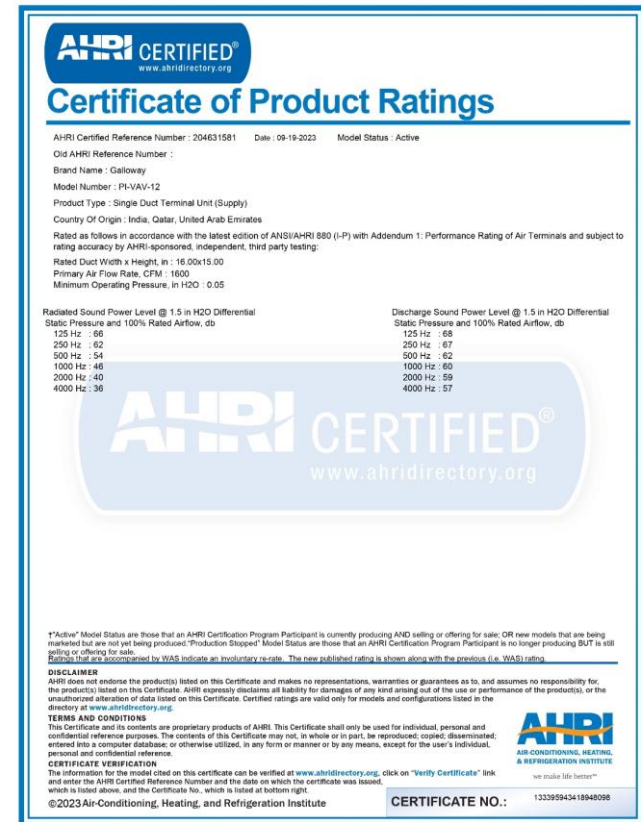 AHRI CERTIFIED®
www.ahridirectory.org
Certificate of Product Ratings
AHRI Certified Reference Number : 204631581 Date : 09-19-2023 Model Status : Active
Old AHRI Reference Number :
Brand Name : Galloway
Model Number : PI-VAV-12
Product Type : Single Duct Terminal Unit (Supply)
Country Of Origin : India, Qatar, United Arab Emirates
Rated as follows in accordance with the latest edition of ANSI/AHRI 880 (I-P) with Addendum 1: Performance Rating of Air Terminals and subject to
rating accuracy by AHRI-sponsored, independent, third party testing:
Rated Duct Width x Height, in : 16.00x15.00
Primary Air Flow Rate, CFM : 1600
Minimum Operating Pressure, in H2O : 0.05
Radiated Sound Power Level @ 1.5 in H2O Differential
Static Pressure and 100% Rated Airflow, db
125 Hz : 66
250 Hz : 62
500 Hz : 54
1000 Hz : 46
2000 Hz : 40
4000 Hz : 36
Discharge Sound Power Level @ 1.5 in H2O Differential
Static Pressure and 100% Rated Airflow, db
125 Hz : 68
250 Hz : 67
500 Hz : 62
1000 Hz : 60
2000 Hz : 59
4000 Hz : 57
AHRI CERTIFIED®
www.ahridirectory.org
†"Active" Model Status are those that an AHRI Certification Program Participant is currently producing AND selling or offering for sale; OR new models that are being
marketed but are not yet being produced."Production Stopped" Model Status are those that an AHRI Certification Program Participant is no longer producing BUT is still
selling or offering for sale.
Ratings that are accompanied by WAS indicate an involuntary re-rate. The new published rating is shown along with the previous (i.e. WAS) rating.
DISCLAIMER
AHRI does not endorse the product(s) listed on this Certificate and makes no representations, warranties or guarantees as to, and assumes no responsibility for,
the product(s) listed on this Certificate. AHRI expressly disclaims all liability for damages of any kind arising out of the use or performance of the product(s), or the
unauthorized alteration of data listed on this Certificate. Certified ratings are valid only for models and configurations listed in the
directory at www.ahridirectory.org.
TERMS AND CONDITIONS
This Certificate and its contents are proprietary products of AHRI. This Certificate shall only be used for individual, personal and
confidential reference purposes. The contents of this Certificate may not, in whole or in part, be reproduced; copied; disseminated;
entered into a computer database; or otherwise utilized, in any form or manner or by any means, except for the user's individual,
personal and confidential reference.
CERTIFICATE VERIFICATION
The information for the model cited on this certificate can be verified at www.ahridirectory.org, click on "Verify Certificate" link
and enter the AHRI Certified Reference Number and the date on which the certificate was issued,
which is listed above, and the Certificate No., which is listed at bottom right.
AHRI
AIR-CONDITIONING, HEATING,
& REFRIGERATION INSTITUTE
we make life better™
©2023 Air-Conditioning, Heating, and Refrigeration Institute
CERTIFICATE NO.: 133395943418948098